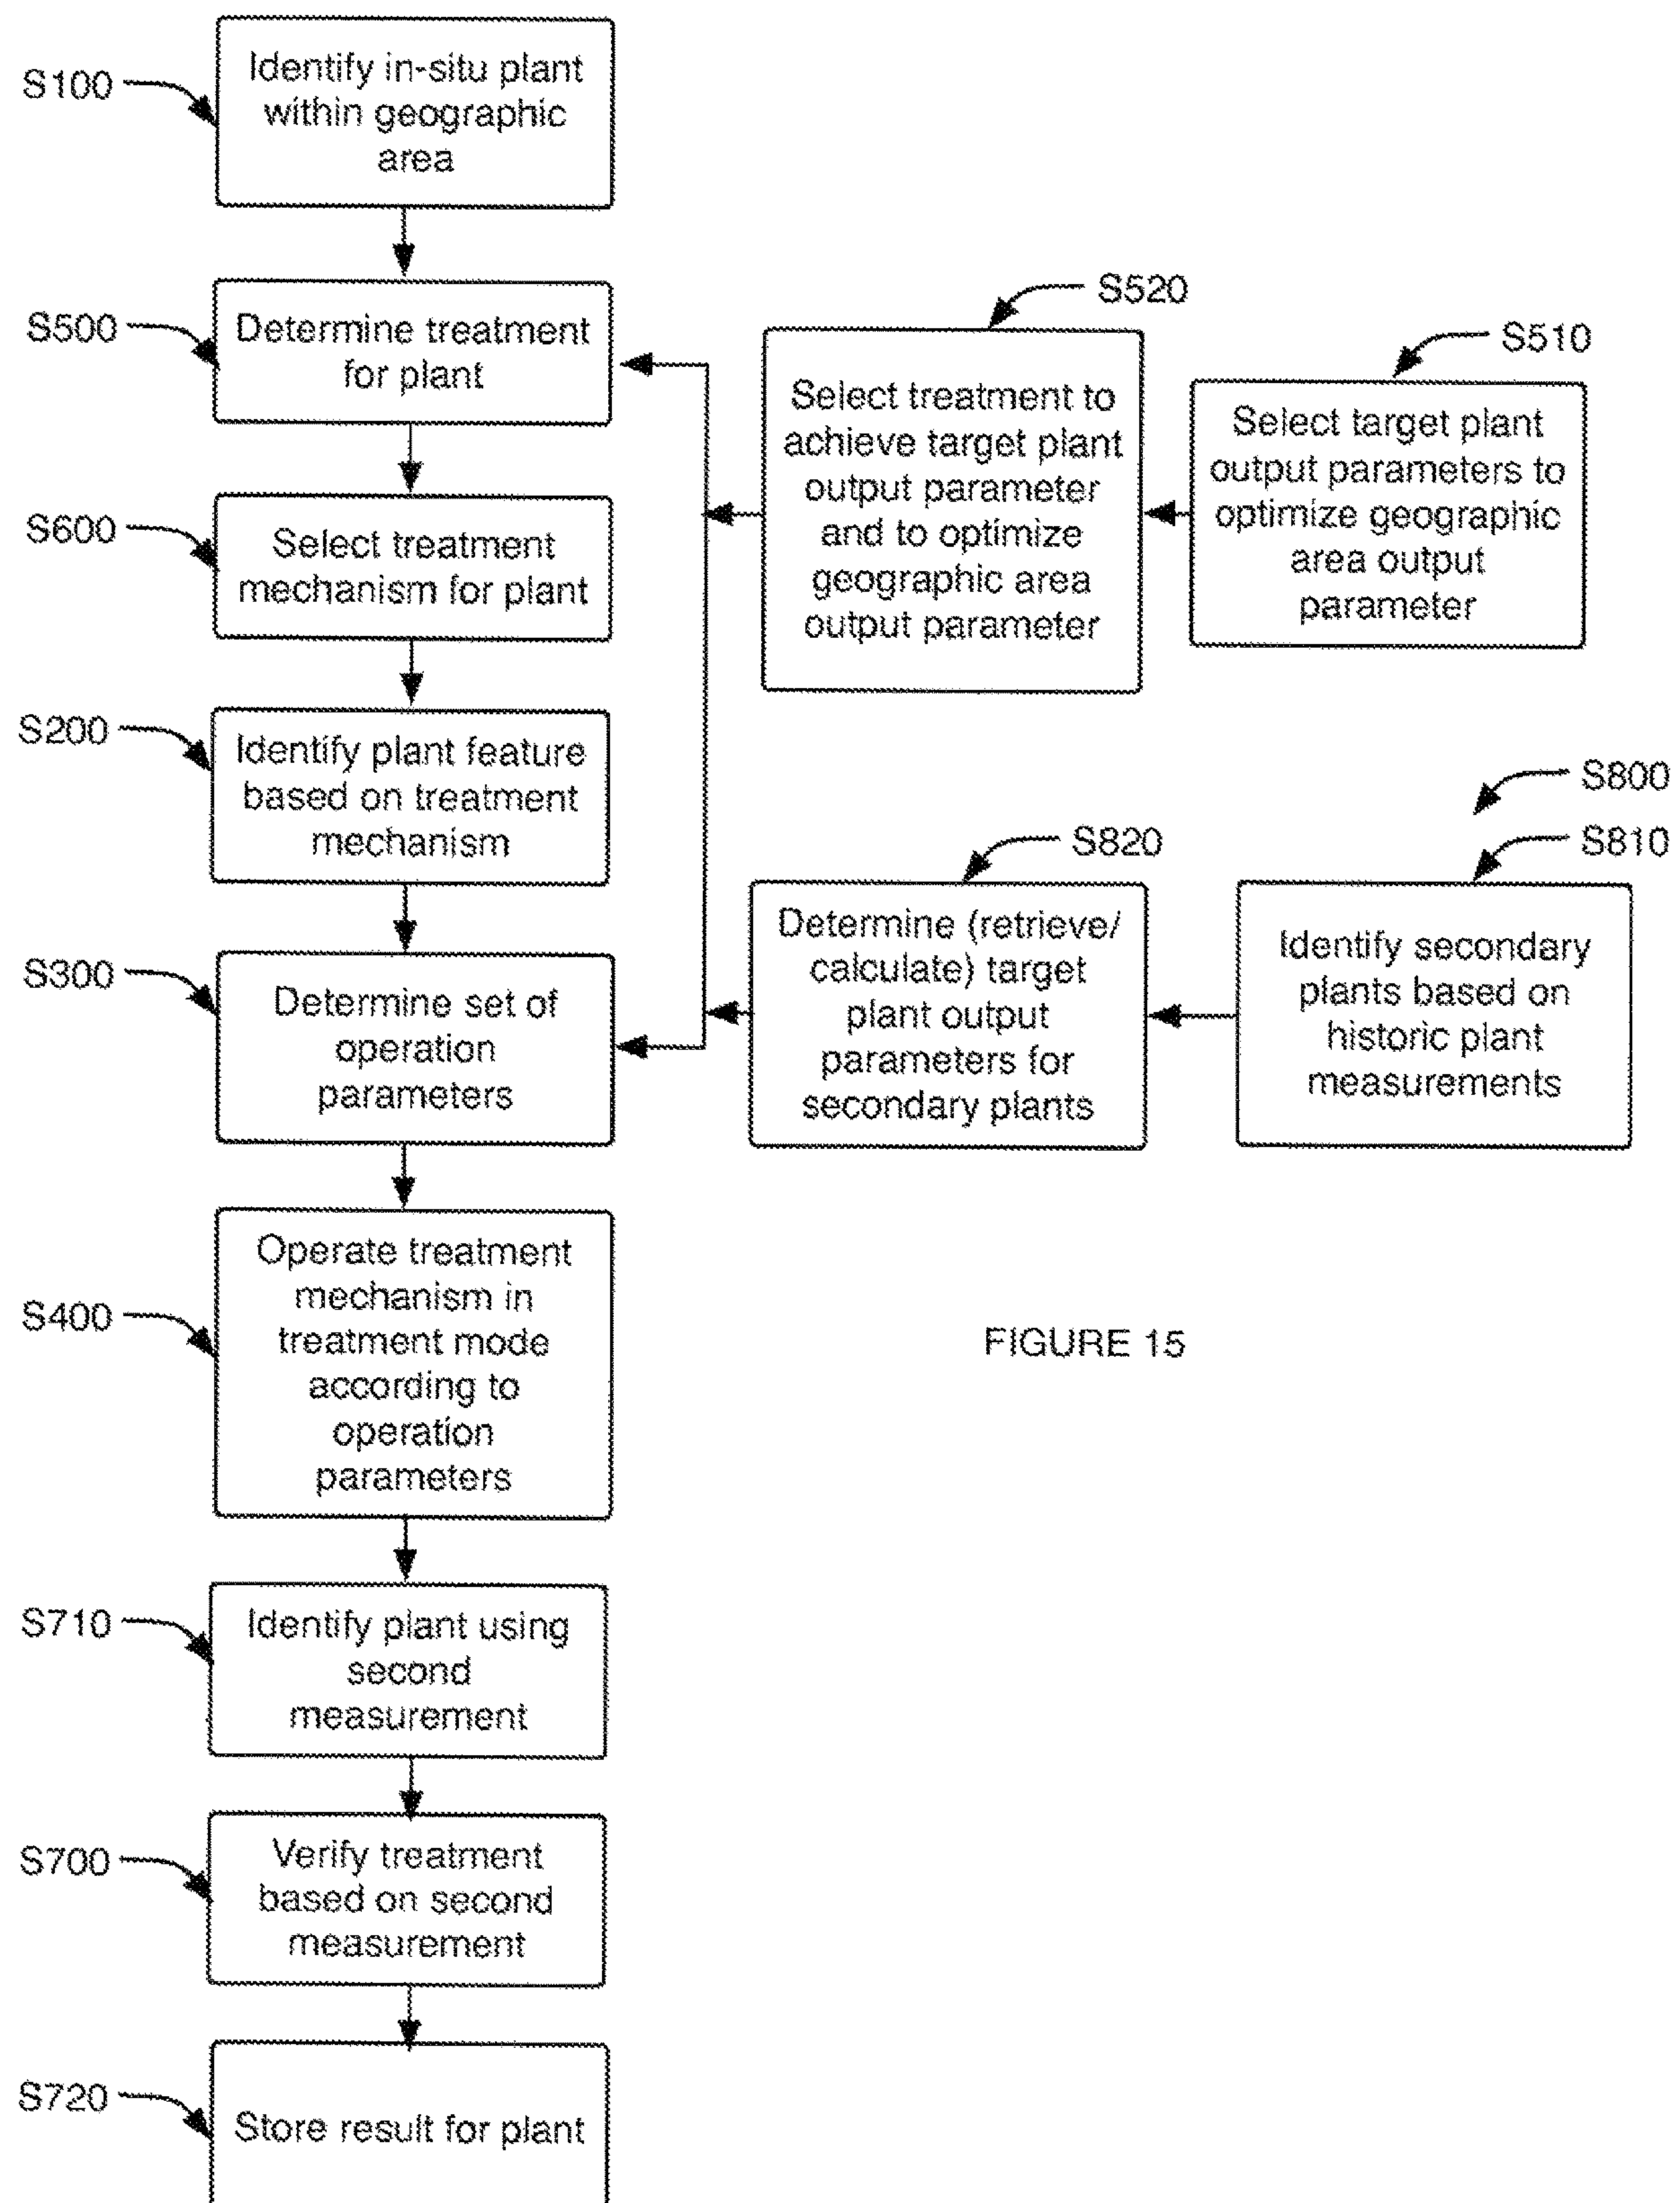 S100
Identify in-situ plant
within geographic
area
S500
Determine treatment
for plant
S520
Select treatment to
achieve target plant
output parameter
and to optimize
geographic area
output parameter
S510
Select target plant
output parameters to
optimize geographic
area output
parameter
S600
Select treatment
mechanism for plant
S200
Identify plant feature
based on treatment
mechanism
S800
S810
Identify secondary
plants based on
historic plant
measurements
S820
Determine (retrieve/
calculate) target
plant output
parameters for
secondary plants
S300
Determine set of
operation
parameters
S400
Operate treatment
mechanism in
treatment mode
according to
operation
parameters
FIGURE 15
S710
Identify plant using
second
measurement
S700
Verify treatment
based on second
measurement
S720
Store result for plant